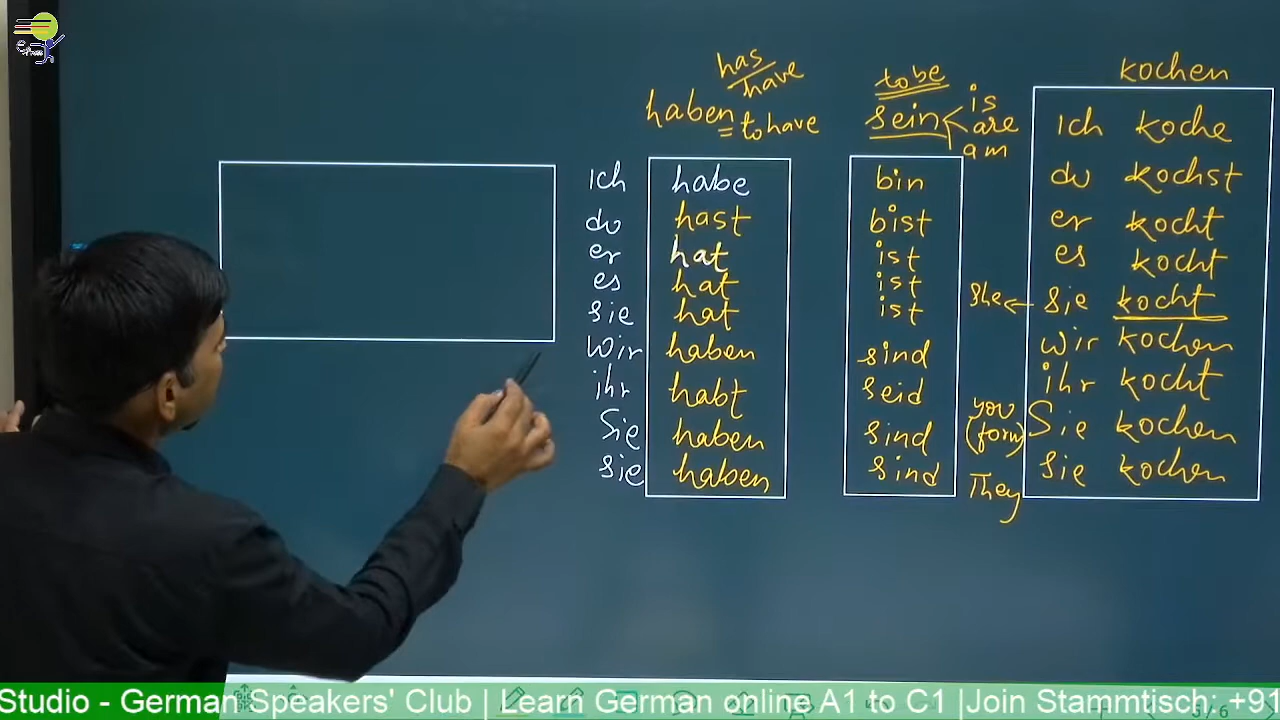 has
have
haben
= to have
to be
sein
is
are
am
kochen
ich habe bin ich koche
du hast bist du kochst
er hat ist er kocht
es hat ist es kocht
sie hat ist she ← sie kocht
wir haben sind wir kochen
ihr habt seid ihr kocht
Sie haben sind you (form) Sie kochen
sie haben sind They sie kochen
Studio - German Speakers' Club | Learn German online A1 to C1 |Join Stammtisch: +91